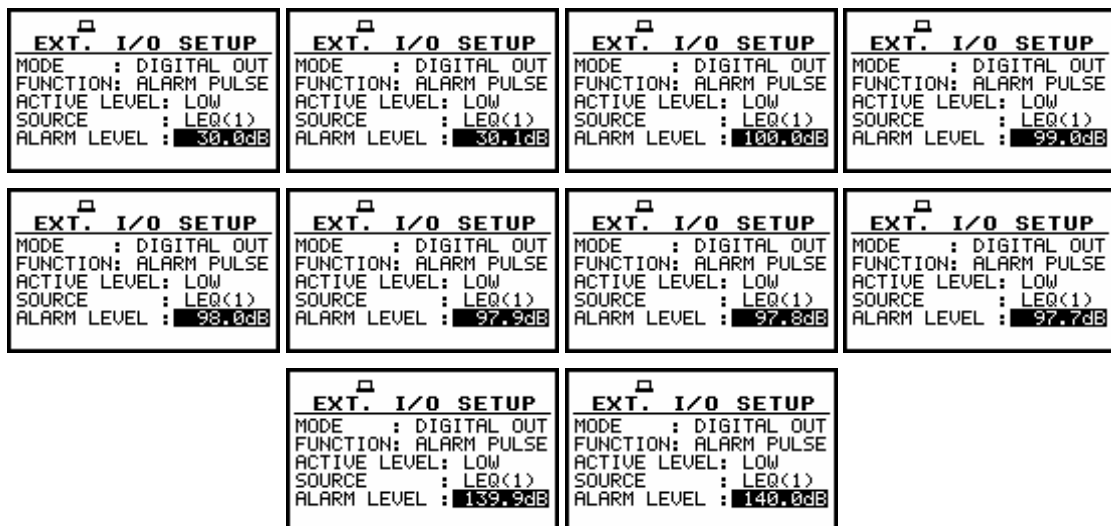 EXT. I/O SETUP
MODE : DIGITAL OUT
FUNCTION: ALARM PULSE
ACTIVE LEVEL: LOW
SOURCE : LEQ(1)
ALARM LEVEL : 30.0dB
EXT. I/O SETUP
MODE : DIGITAL OUT
FUNCTION: ALARM PULSE
ACTIVE LEVEL: LOW
SOURCE : LEQ(1)
ALARM LEVEL : 30.1dB
EXT. I/O SETUP
MODE : DIGITAL OUT
FUNCTION: ALARM PULSE
ACTIVE LEVEL: LOW
SOURCE : LEQ(1)
ALARM LEVEL : 100.0dB
EXT. I/O SETUP
MODE : DIGITAL OUT
FUNCTION: ALARM PULSE
ACTIVE LEVEL: LOW
SOURCE : LEQ(1)
ALARM LEVEL : 99.0dB
EXT. I/O SETUP
MODE : DIGITAL OUT
FUNCTION: ALARM PULSE
ACTIVE LEVEL: LOW
SOURCE : LEQ(1)
ALARM LEVEL : 98.0dB
EXT. I/O SETUP
MODE : DIGITAL OUT
FUNCTION: ALARM PULSE
ACTIVE LEVEL: LOW
SOURCE : LEQ(1)
ALARM LEVEL : 97.9dB
EXT. I/O SETUP
MODE : DIGITAL OUT
FUNCTION: ALARM PULSE
ACTIVE LEVEL: LOW
SOURCE : LEQ(1)
ALARM LEVEL : 97.8dB
EXT. I/O SETUP
MODE : DIGITAL OUT
FUNCTION: ALARM PULSE
ACTIVE LEVEL: LOW
SOURCE : LEQ(1)
ALARM LEVEL : 97.7dB
EXT. I/O SETUP
MODE : DIGITAL OUT
FUNCTION: ALARM PULSE
ACTIVE LEVEL: LOW
SOURCE : LEQ(1)
ALARM LEVEL : 139.9dB
EXT. I/O SETUP
MODE : DIGITAL OUT
FUNCTION: ALARM PULSE
ACTIVE LEVEL: LOW
SOURCE : LEQ(1)
ALARM LEVEL : 140.0dB